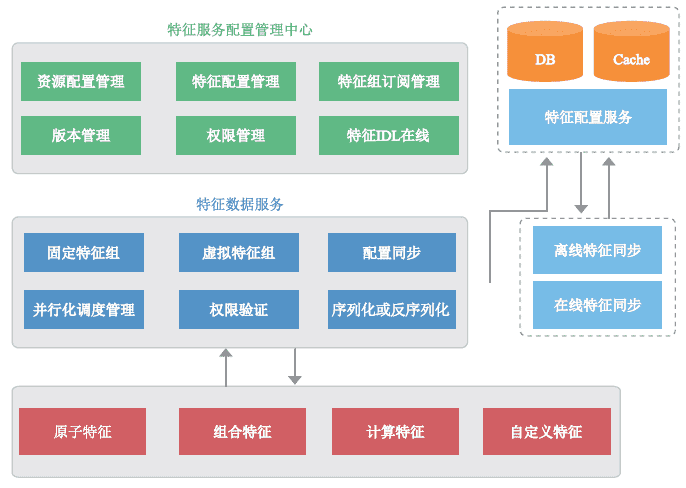 特征服务配置管理中心
资源配置管理
特征配置管理
特征组订阅管理
版本管理
权限管理
特征IDL在线
DB
Cache
特征配置服务
特征数据服务
固定特征组
虚拟特征组
配置同步
并行化调度管理
权限验证
序列化或反序列化
离线特征同步
在线特征同步
原子特征
组合特征
计算特征
自定义特征